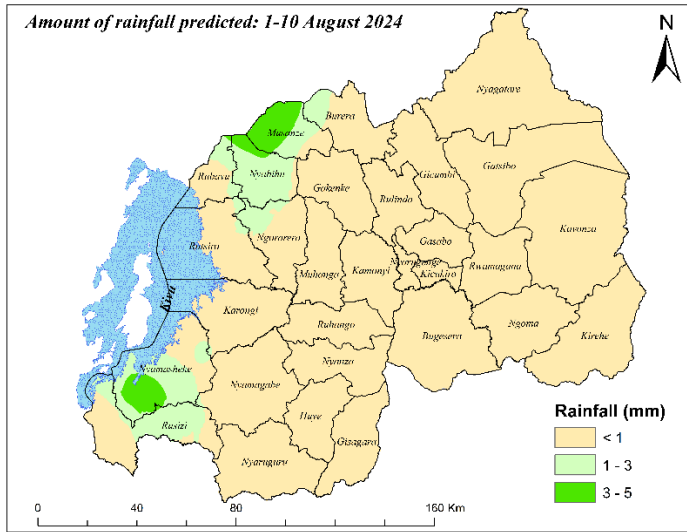 Amount of rainfall predicted: 1-10 August 2024
N
Nyagatare
Burera
Musanze
Gicumbi
Gatsibo
Rubavu
Nyabihu
Gakenke
Rulindo
Kayonza
Rutsiro
Ngororero
Gasabo
Nyarugenge
Kicukiro
Rwamagana
Muhanga
Kamonyi
Kivu
Karongi
Ruhango
Bugesera
Ngoma
Kirehe
Nyanza
Nyamasheke
Nyamagabe
Huye
Gisagara
Rusizi
Nyaruguru
Rainfall (mm)
< 1
1 - 3
3 - 5
0 40 80 160 Km